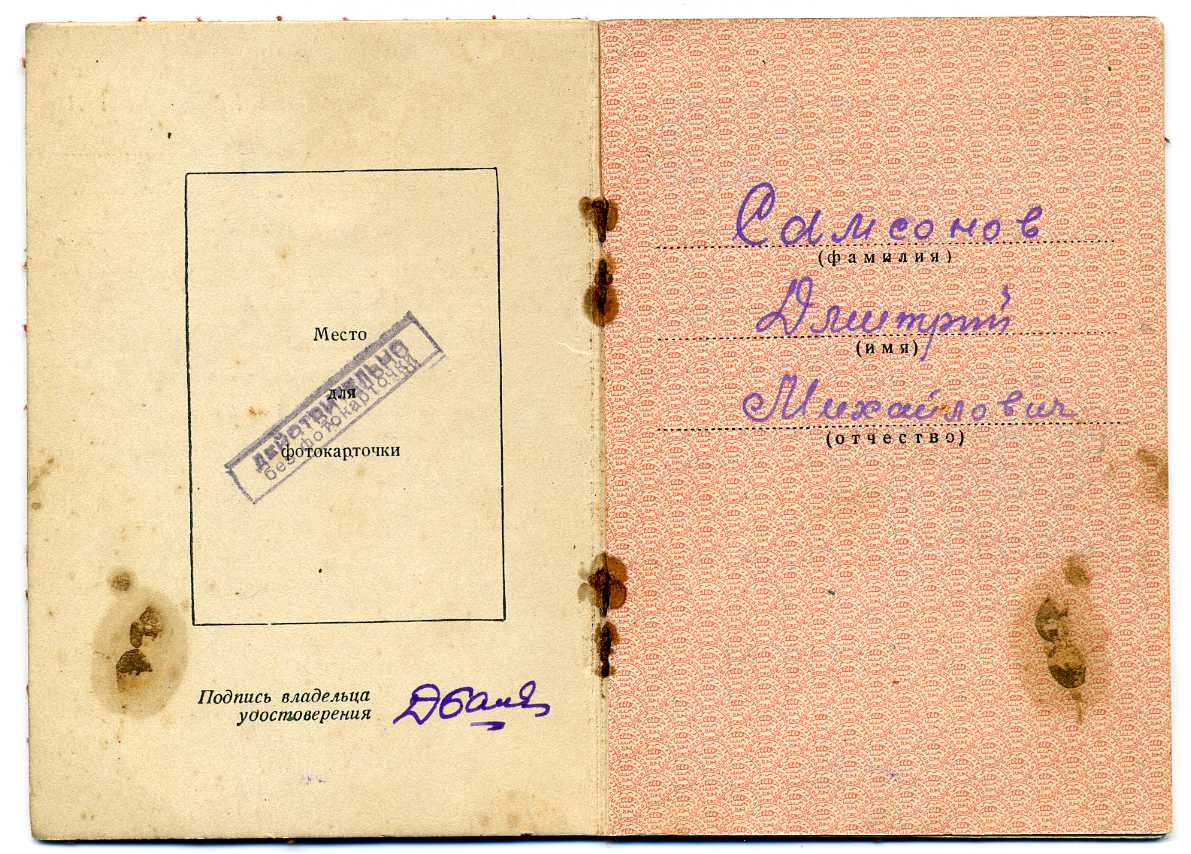 Место
для
фотокарточки
ДЕЙСТВИТЕЛЬНО
без фотокарточки
Подпись владельца
удостоверения
Самсонов
(фамилия)
Дмитрий
(имя)
Михайлович
(отчество)